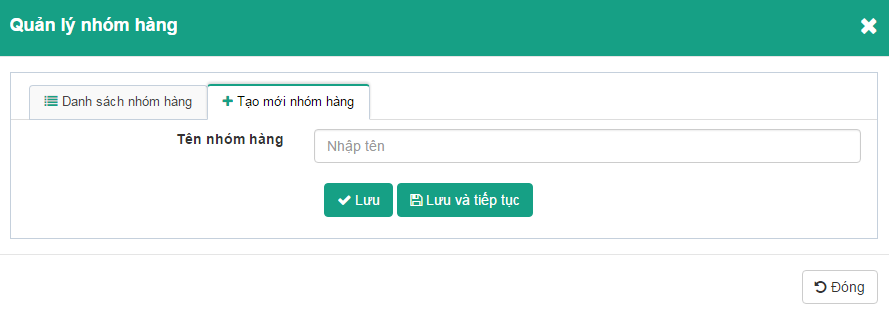 Quản lý nhóm hàng
Danh sách nhóm hàng
Tạo mới nhóm hàng
Tên nhóm hàng
Nhập tên
Lưu
Lưu và tiếp tục
Đóng